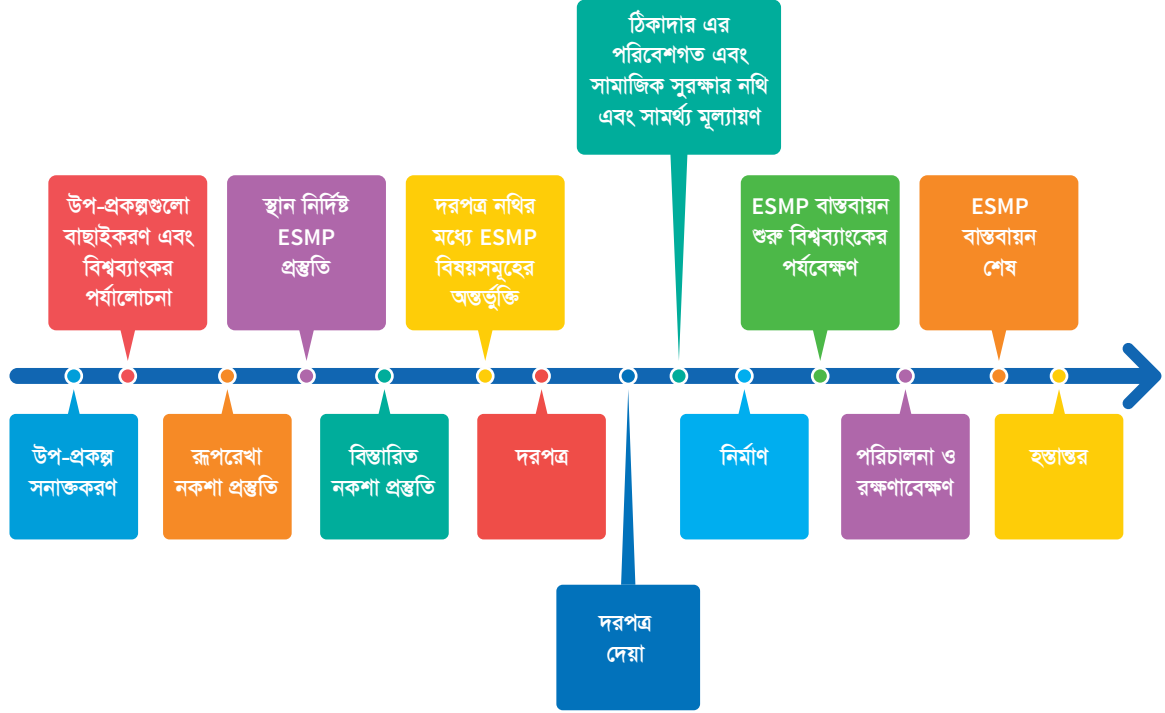 ঠিকাদার এর
পরিবেশগত এবং
সামাজিক সুরক্ষার নথি
এবং সামর্থ্য মূল্যায়ণ
উপ-প্রকল্পগুলো
বাছাইকরণ এবং
বিশ্বব্যাংকর
পর্যালোচনা
স্থান নির্দিষ্ট
ESMP
প্রস্তুতি
দরপত্র নথির
মধ্যে ESMP
বিষয়সমূহের
অন্তর্ভুক্তি
ESMP বাস্তবায়ন
শুরু বিশ্বব্যাংকের
পর্যবেক্ষণ
ESMP
বাস্তবায়ন
শেষ
উপ-প্রকল্প
সনাক্তকরণ
রূপরেখা
নকশা প্রস্তুতি
বিস্তারিত
নকশা প্রস্তুতি
দরপত্র
নির্মাণ
পরিচালনা ও
রক্ষণাবেক্ষণ
হস্তান্তর
দরপত্র
দেয়া